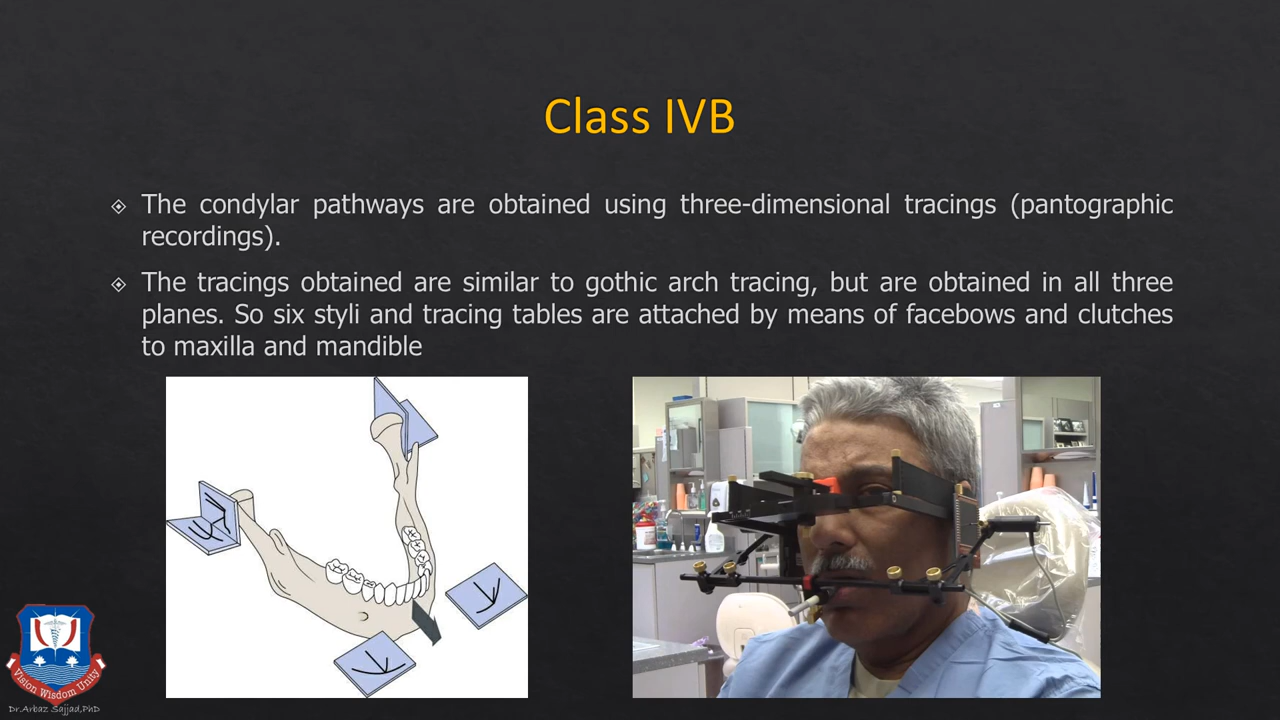 Class IVB
The condylar pathways are obtained using three-dimensional tracings (pantographic
recordings).
The tracings obtained are similar to gothic arch tracing, but are obtained in all three
planes. So six styli and tracing tables are attached by means of facebows and clutches
to maxilla and mandible
Vision Wisdom Unity
Dr.Arbaz Sajjad,PhD